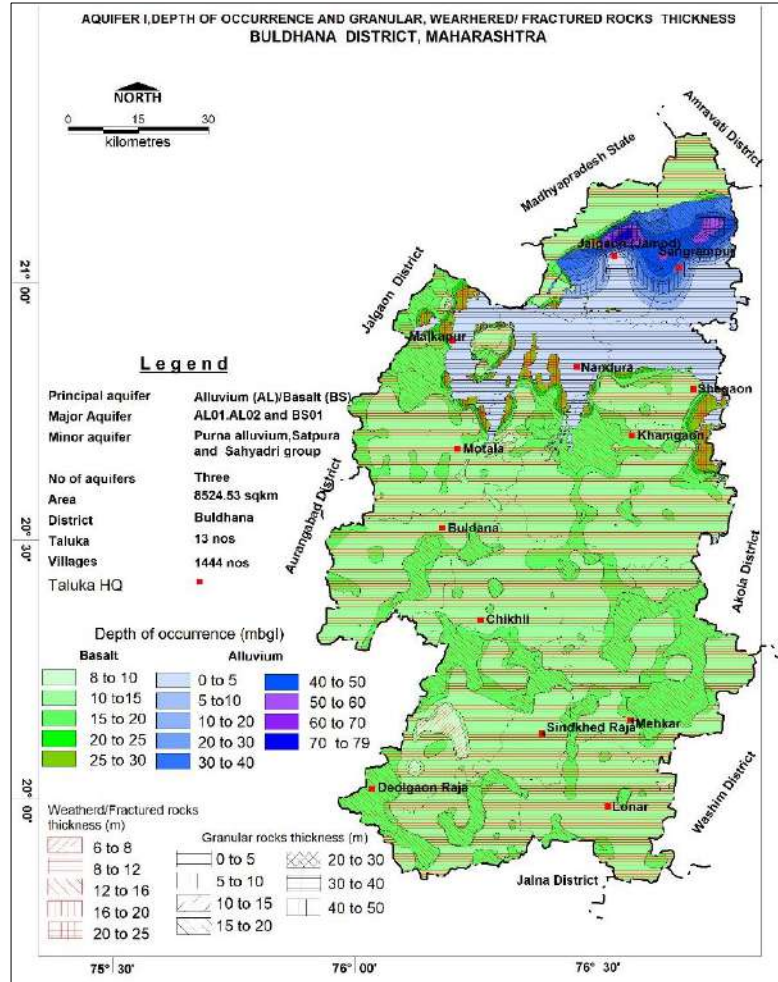 AQUIFER I,DEPTH OF OCCURRENCE AND GRANULAR, WEARHERED/ FRACTURED ROCKS THICKNESS
BULDHANA DISTRICT, MAHARASHTRA
NORTH
0 15 30
kilometres
Amravati District
Madhyapradesh State
Jalgaon (Jamod)
Sangrampur
21° 00'
Jalgaon District
Malkapur
Nandura
Shegaon
Khamgaon
Motala
Legend
Principal aquifer Alluvium (AL)/Basalt (BS)
Major Aquifer AL01.AL02 and BS01
Minor aquifer Purna alluvium,Satpura
and Sahyadri group
No of aquifers Three
Area 8524.53 sqkm
District Buldhana
Taluka 13 nos
Villages 1444 nos
Taluka HQ
Aurangabad District
20° 30'
Buldana
Akola District
Chikhli
Depth of occurrence (mbgl)
Basalt Alluvium
8 to 10 0 to 5 40 to 50
10 to15 5 to10 50 to 60
15 to 20 10 to 20 60 to 70
20 to 25 20 to 30 70 to 79
25 to 30 30 to 40
Sindkhed Raja
Mehkar
Deolgaon Raja
Lonar
Washim District
20° 00'
Weatherd/Fractured rocks
thickness (m)
6 to 8
8 to 12
12 to 16
16 to 20
20 to 25
Granular rocks thickness (m)
0 to 5 20 to 30
5 to 10 30 to 40
10 to 15 40 to 50
15 to 20
Jalna District
75° 30' 76° 00' 76° 30'